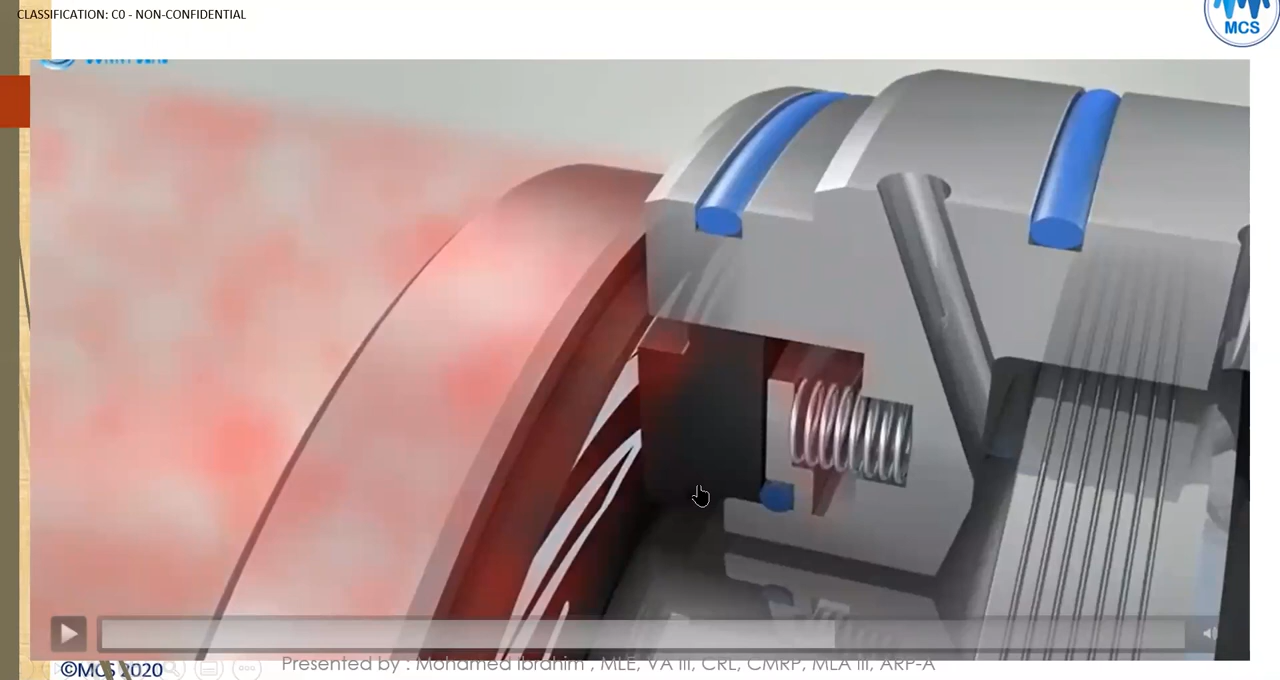 CLASSIFICATION: C0 - NON-CONFIDENTIAL
MCS
©MCS 2020
Presented by : Mohamed Ibrahim , MLE, VA III, CRL, CMRP, MLA III, ARP-A